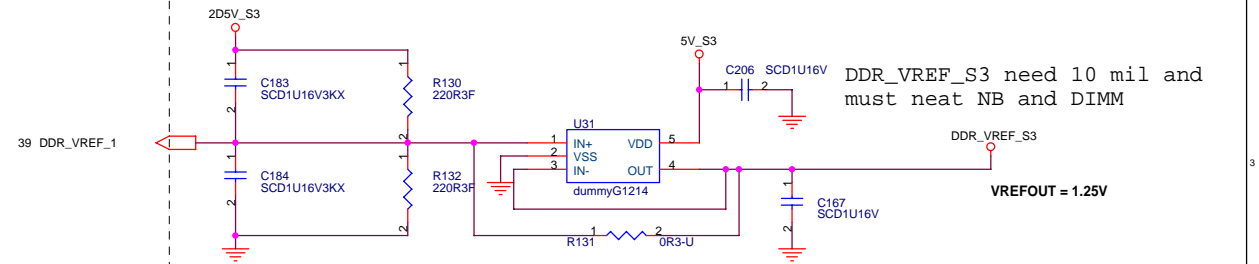 2D5V_S3
5V_S3
C183
SCD1U16V3KX
1
2
R130
220R3F
1
2
C206 SCD1U16V
1 2
DDR_VREF_S3 need 10 mil and
must neat NB and DIMM
39 DDR_VREF_1
U31
1 IN+ VDD 5
2 VSS
3 IN- OUT 4
dummyG1214
DDR_VREF_S3
3
C184
SCD1U16V3KX
1
2
R132
220R3F
1
2
VREFOUT = 1.25V
C167
SCD1U16V
1
2
R131 1 2 0R3-U